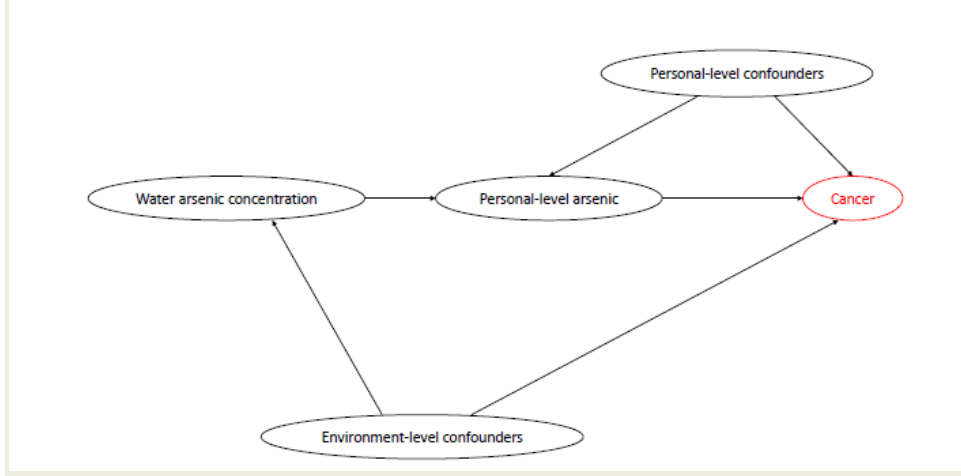 Personal-level confounders
Water arsenic concentration
Personal-level arsenic
Cancer
Environment-level confounders